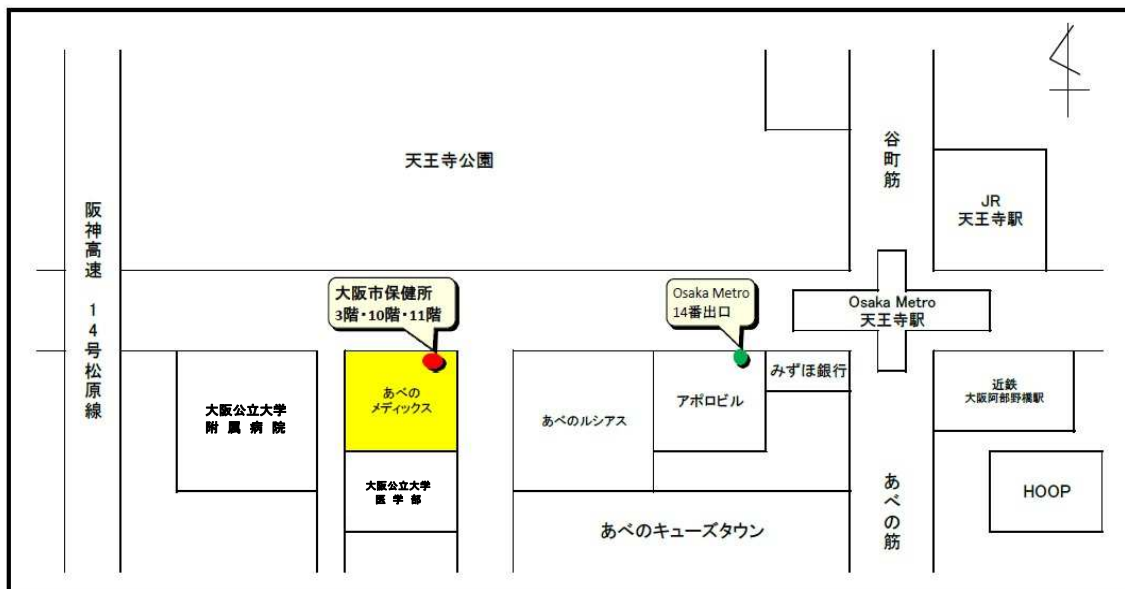 天王寺公園
谷町筋
JR
天王寺駅
阪神高速 14号松原線
大阪市保健所
3階・10階・11階
Osaka Metro
14番出口
Osaka Metro
天王寺駅
みずほ銀行
あべの
メディックス
アポロビル
近鉄
大阪阿部野橋駅
大阪公立大学
附属病院
あべのルシアス
大阪公立大学
医学部
あべのキューズタウン
あべの筋
HOOP